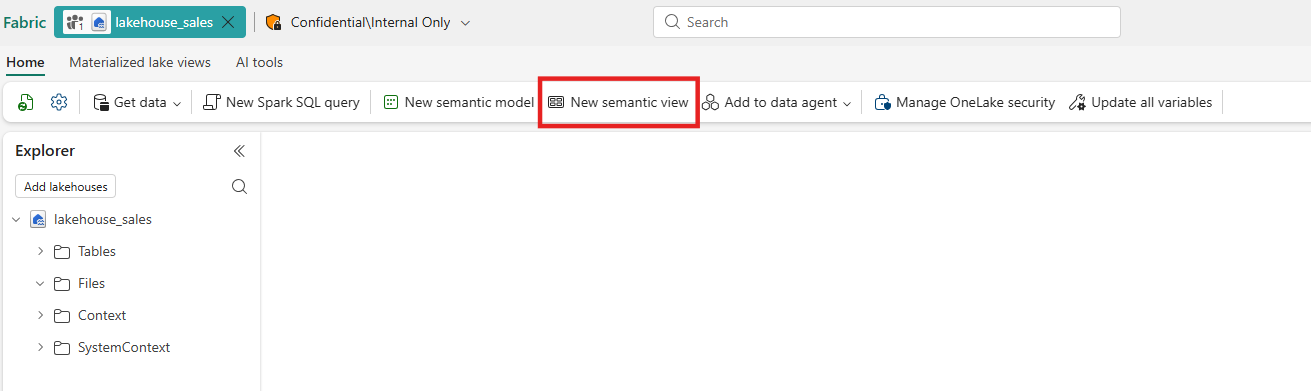 Fabric 1 lakehouse_sales Confidential\Internal Only Search
Home Materialized lake views AI tools
Get data New Spark SQL query New semantic model New semantic view Add to data agent Manage OneLake security Update all variables
Explorer
Add lakehouses
lakehouse_sales
Tables
Files
Context
SystemContext